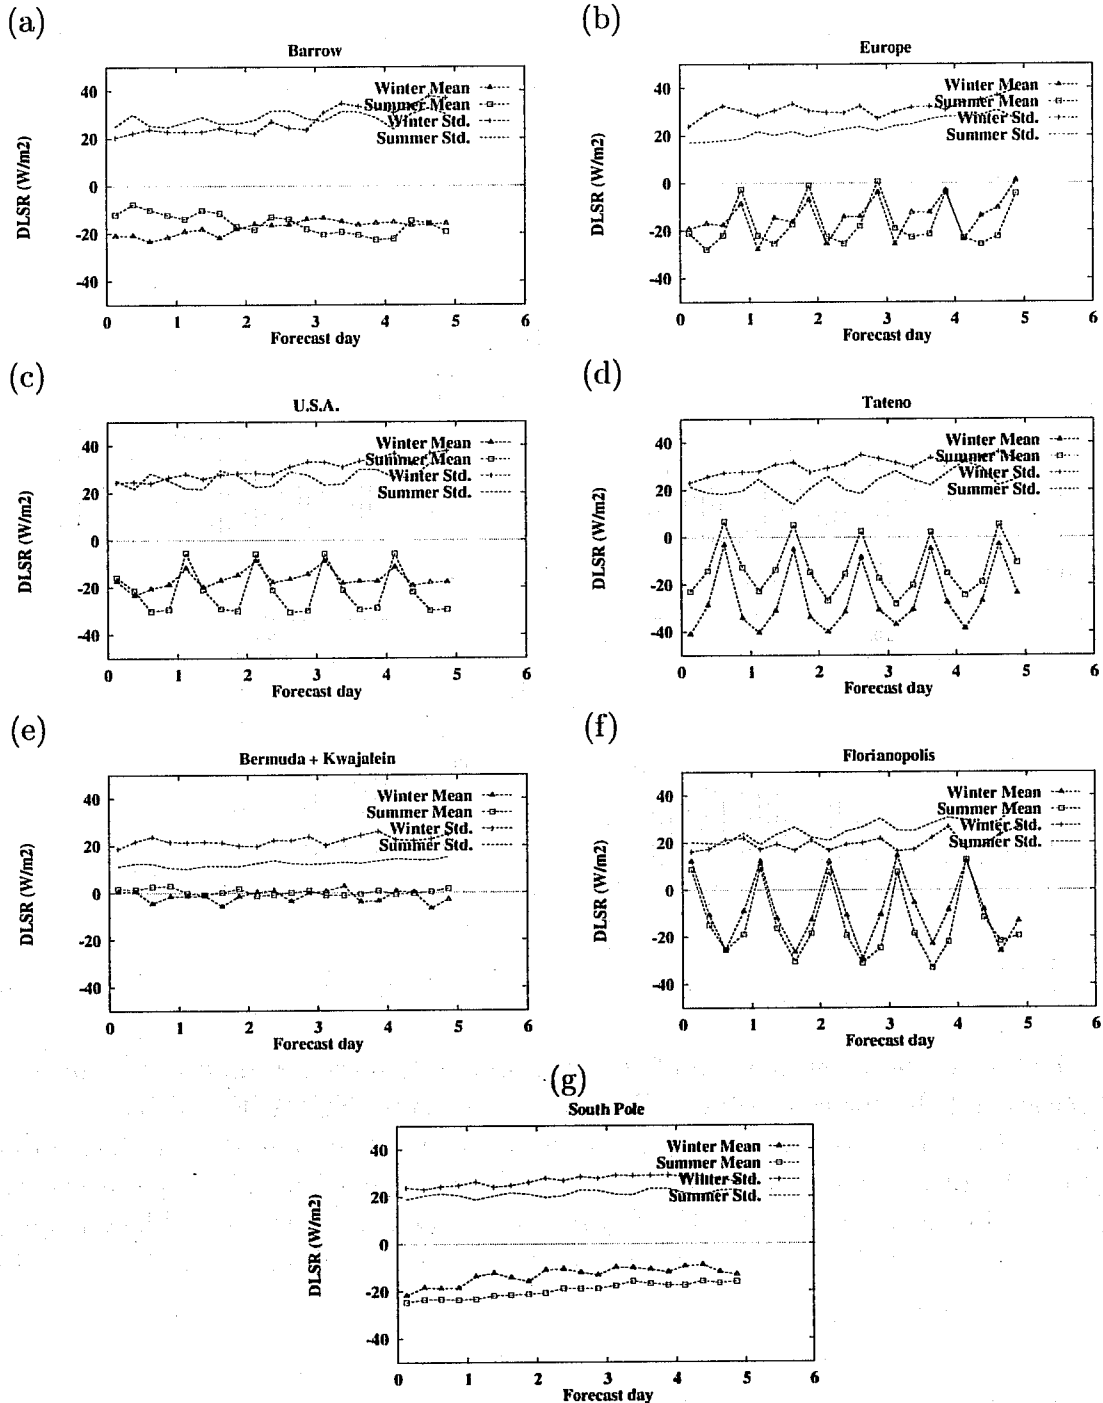 (a)
Barrow
DLSR (W/m2)
40
20
0
-20
-40
Winter Mean
Summer Mean
Winter Std.
Summer Std.
0 1 2 3 4 5 6
Forecast day
(b)
Europe
DLSR (W/m2)
40
20
0
-20
-40
Winter Mean
Summer Mean
Winter Std.
Summer Std.
0 1 2 3 4 5 6
Forecast day
(c)
U.S.A.
DLSR (W/m2)
40
20
0
-20
-40
Winter Mean
Summer Mean
Winter Std.
Summer Std.
0 1 2 3 4 5 6
Forecast day
(d)
Tateno
DLSR (W/m2)
40
20
0
-20
-40
Winter Mean
Summer Mean
Winter Std.
Summer Std.
0 1 2 3 4 5 6
Forecast day
(e)
Bermuda + Kwajalein
DLSR (W/m2)
40
20
0
-20
-40
Winter Mean
Summer Mean
Winter Std.
Summer Std.
0 1 2 3 4 5 6
Forecast day
(f)
Florianopolis
DLSR (W/m2)
40
20
0
-20
-40
Winter Mean
Summer Mean
Winter Std.
Summer Std.
0 1 2 3 4 5 6
Forecast day
(g)
South Pole
DLSR (W/m2)
40
20
0
-20
-40
Winter Mean
Summer Mean
Winter Std.
Summer Std.
0 1 2 3 4 5 6
Forecast day